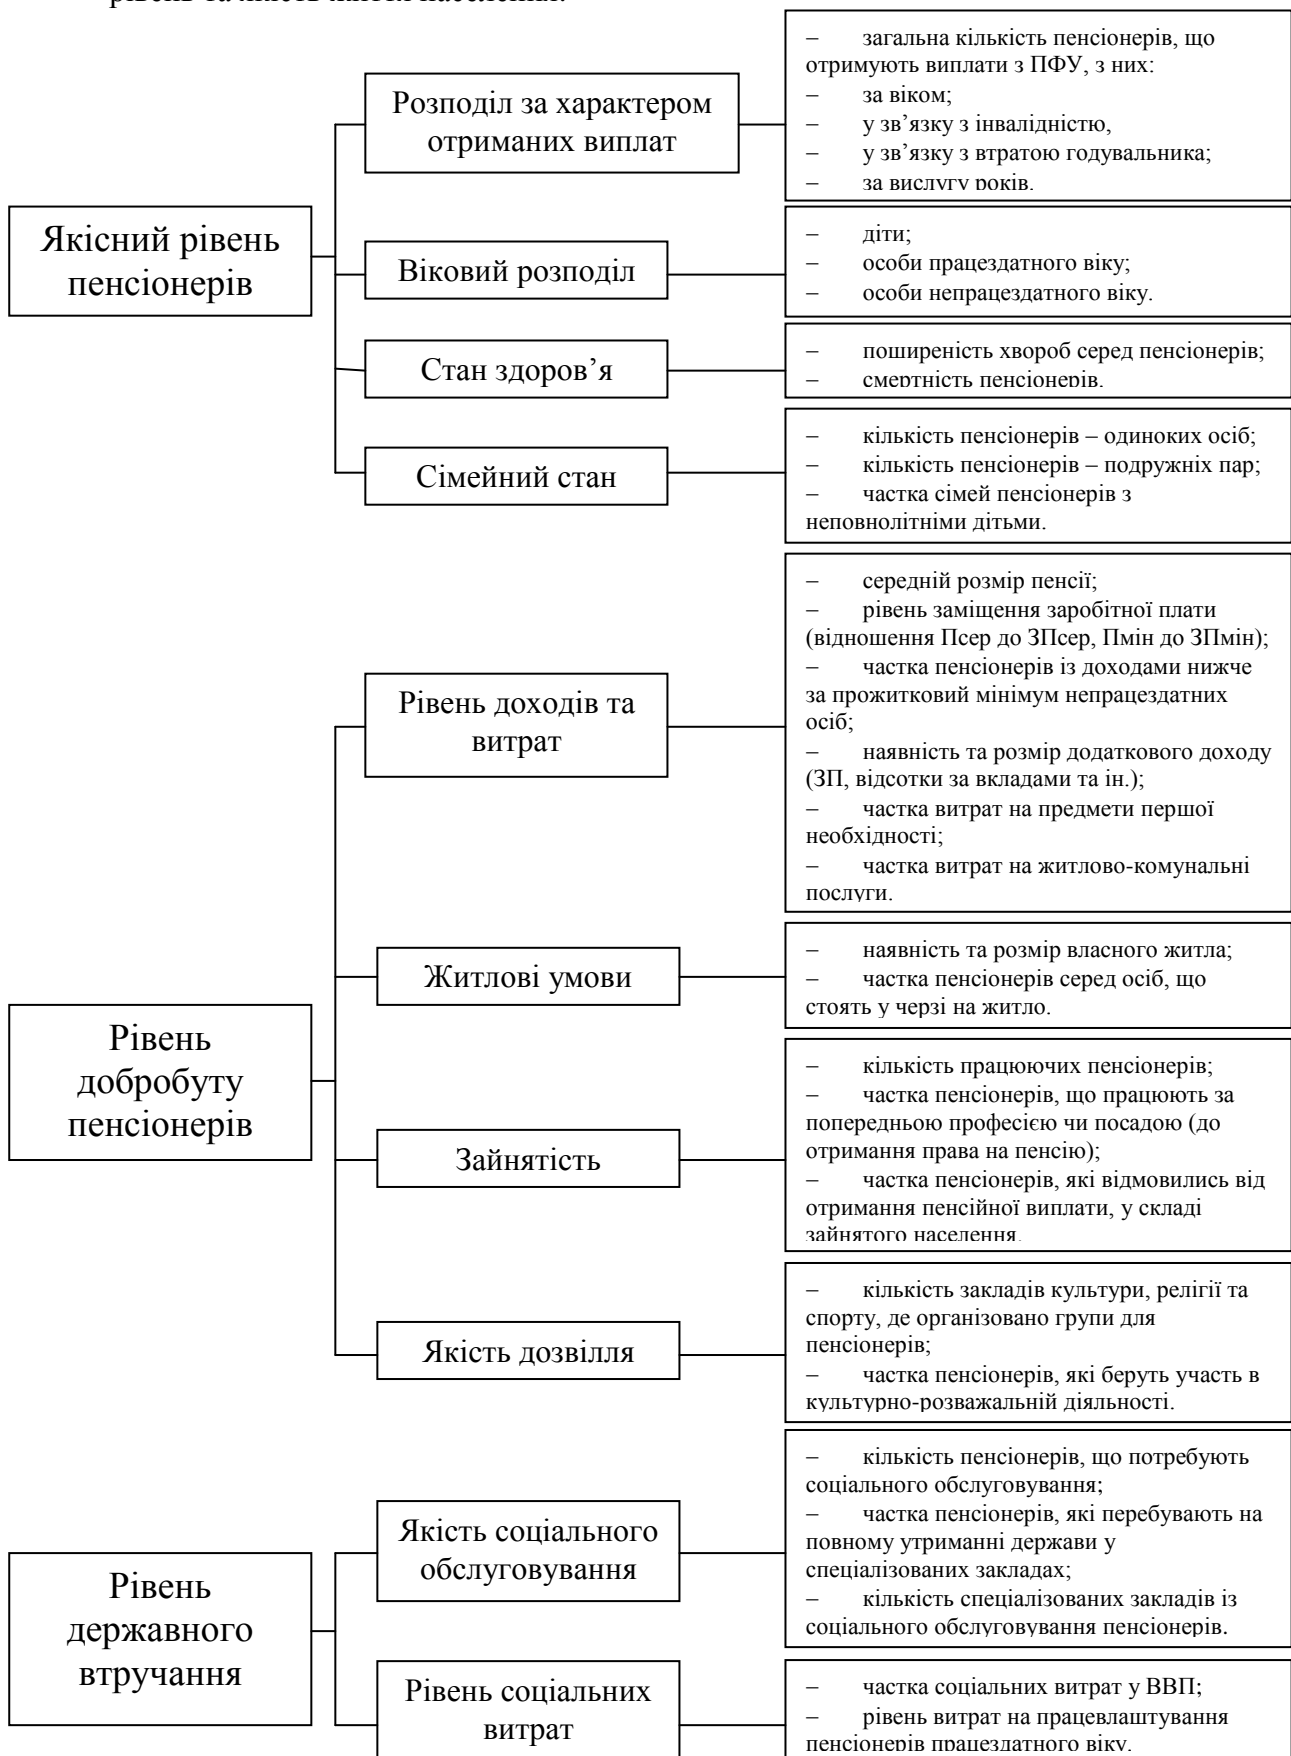 рівень та якість життя населення.
Якісний рівень
пенсіонерів
Розподіл за характером
отриманих виплат
– загальна кількість пенсіонерів, що
отримують виплати з ПФУ, з них:
– за віком;
– у зв’язку з інвалідністю,
– у зв’язку з втратою годувальника;
– за вислугу років.
Віковий розподіл
– діти;
– особи працездатного віку;
– особи непрацездатного віку.
Стан здоров’я
– поширеність хвороб серед пенсіонерів;
– смертність пенсіонерів.
Сімейний стан
– кількість пенсіонерів – одиноких осіб;
– кількість пенсіонерів – подружніх пар;
– частка сімей пенсіонерів з
неповнолітніми дітьми.
Рівень
добробуту
пенсіонерів
Рівень доходів та
витрат
– середній розмір пенсії;
– рівень заміщення заробітної плати
(відношення Псер до ЗПсер, Пмін до ЗПмін);
– частка пенсіонерів із доходами нижче
за прожитковий мінімум непрацездатних
осіб;
– наявність та розмір додаткового доходу
(ЗП, відсотки за вкладами та ін.);
– частка витрат на предмети першої
необхідності;
– частка витрат на житлово-комунальні
послуги.
Житлові умови
– наявність та розмір власного житла;
– частка пенсіонерів серед осіб, що
стоять у черзі на житло.
Зайнятість
– кількість працюючих пенсіонерів;
– частка пенсіонерів, що працюють за
попередньою професією чи посадою (до
отримання права на пенсію);
– частка пенсіонерів, які відмовились від
отримання пенсійної виплати, у складі
зайнятого населення.
Якість дозвілля
– кількість закладів культури, релігії та
спорту, де організовано групи для
пенсіонерів;
– частка пенсіонерів, які беруть участь в
культурно-розважальній діяльності.
Рівень
державного
втручання
Якість соціального
обслуговування
– кількість пенсіонерів, що потребують
соціального обслуговування;
– частка пенсіонерів, які перебувають на
повному утриманні держави у
спеціалізованих закладах;
– кількість спеціалізованих закладів із
соціального обслуговування пенсіонерів.
Рівень соціальних
витрат
– частка соціальних витрат у ВВП;
– рівень витрат на працевлаштування
пенсіонерів працездатного віку.